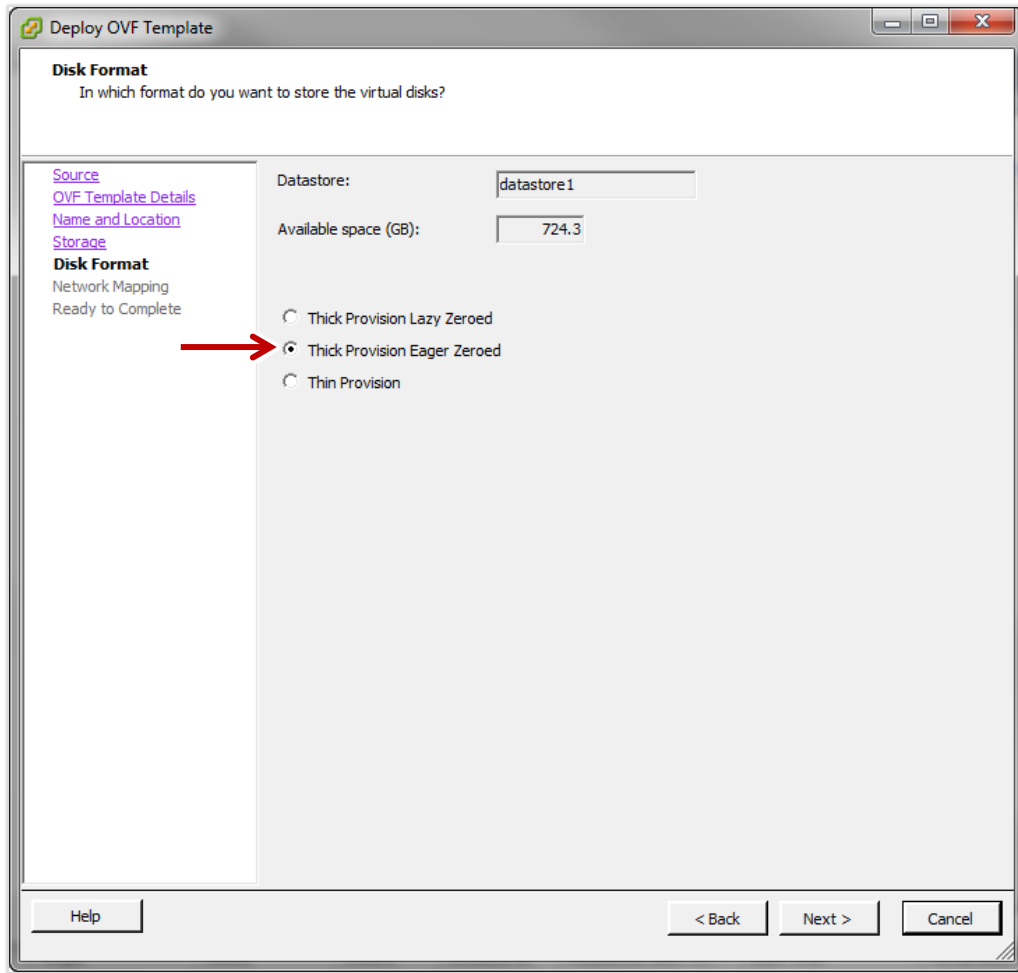 Deploy OVF Template
Disk Format
In which format do you want to store the virtual disks?
Source
OVF Template Details
Name and Location
Storage
Disk Format
Network Mapping
Ready to Complete
Datastore:
datastore1
Available space (GB):
724.3
Thick Provision Lazy Zeroed
Thick Provision Eager Zeroed
Thin Provision
Help
< Back
Next >
Cancel